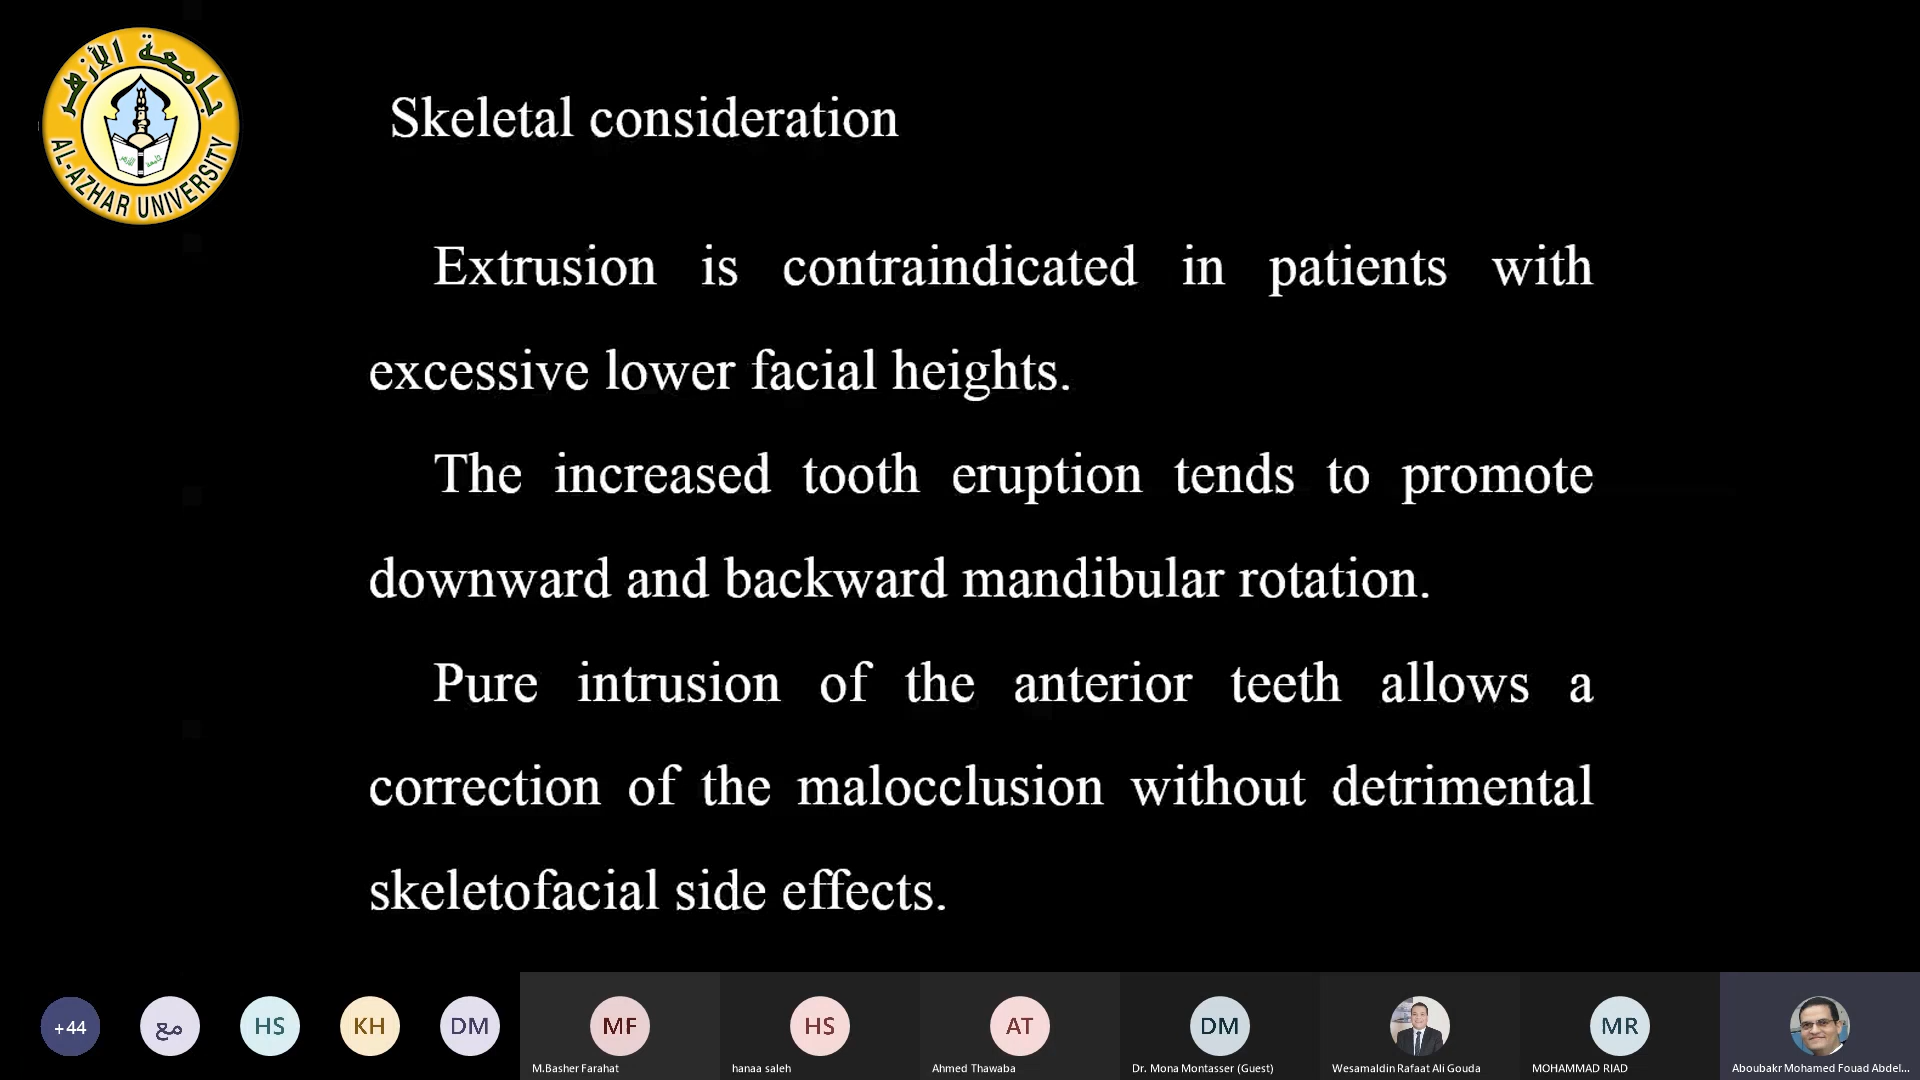 جامعة الأزهر
AL-AZHAR UNIVERSITY
Skeletal consideration
Extrusion is contraindicated in patients with
excessive lower facial heights.
The increased tooth eruption tends to promote
downward and backward mandibular rotation.
Pure intrusion of the anterior teeth allows a
correction of the malocclusion without detrimental
skeletofacial side effects.
+44
مع
HS
KH
DM
MF
HS
AT
DM
MR
M.Basher Farahat
hanaa saleh
Ahmed Thawaba
Dr. Mona Montasser (Guest)
Wesamaldin Rafaat Ali Gouda
MOHAMMAD RIAD
Aboubakr Mohamed Fouad Abdel...